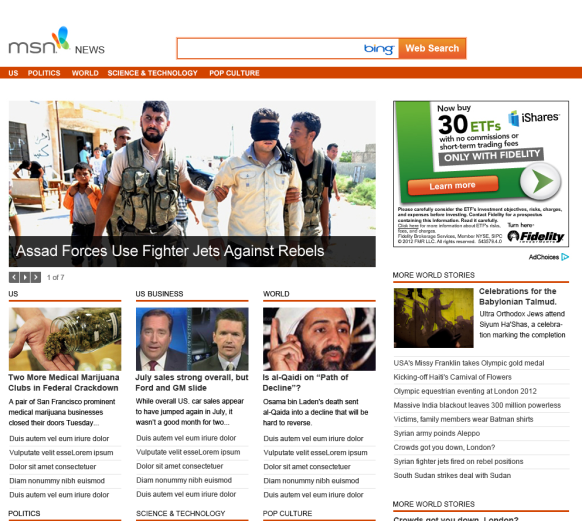 msn NEWS
bing Web Search
US POLITICS WORLD SCIENCE & TECHNOLOGY POP CULTURE
Assad Forces Use Fighter Jets Against Rebels
1 of 7
US
Two More Medical Marijuana
Clubs in Federal Crackdown
A pair of San Francisco prominent
medical marijuana businesses
closed their doors Tuesday...
Duis autem vel eum iriure dolor
Vulputate velit esseLorem ipsum
Dolor sit amet consectetuer
Diam nonummy nibh euismod
Duis autem vel eum iriure dolor
POLITICS
US BUSINESS
July sales strong overall, but
Ford and GM slide
While overall US. car sales appear
to have jumped again in July, it
wasn't a good month for two...
Duis autem vel eum iriure dolor
Vulputate velit esseLorem ipsum
Dolor sit amet consectetuer
Diam nonummy nibh euismod
Duis autem vel eum iriure dolor
SCIENCE & TECHNOLOGY
WORLD
Is al-Qaidi on "Path of
Decline"?
Osama bin Laden's death sent
al-Qaida into a decline that will be
hard to reverse.
Duis autem vel eum iriure dolor
Vulputate velit esseLorem ipsum
Dolor sit amet consectetuer
Diam nonummy nibh euismod
Duis autem vel eum iriure dolor
POP CULTURE
Now buy
30 ETFs
iShares
with no commissions or
short-term trading fees
ONLY WITH FIDELITY
Learn more
Please carefully consider the ETF's investment objectives, risks, charges,
and expenses before investing. Contact Fidelity for a prospectus
containing this information. Read it carefully.
Click here for more information about ETF's risks,
fees, and charges.
Fidelity Brokerage Services, Member NYSE, SIPC
© 2012 FMR LLC. All rights reserved.
Turn here
Fidelity
INVESTMENTS
AdChoices
MORE WORLD STORIES
Celebrations for the
Babylonian Talmud.
Ultra Orthodox Jews attend
Siyum Ha'Shas, a celebra-
tion marking the completion
USA's Missy Franklin takes Olympic gold medal
Kicking-off Haiti's Carnival of Flowers
Olympic equestrian eventing at London 2012
Massive India blackout leaves 300 million powerless
Victims, family members wear Batman shirts
Syrian army poinds Aleppo
Crowds got you down, London?
Syrian fighter jets fired on rebel positions
South Sudan strikes deal with Sudan
MORE WORLD STORIES
Crowds got you down, London?